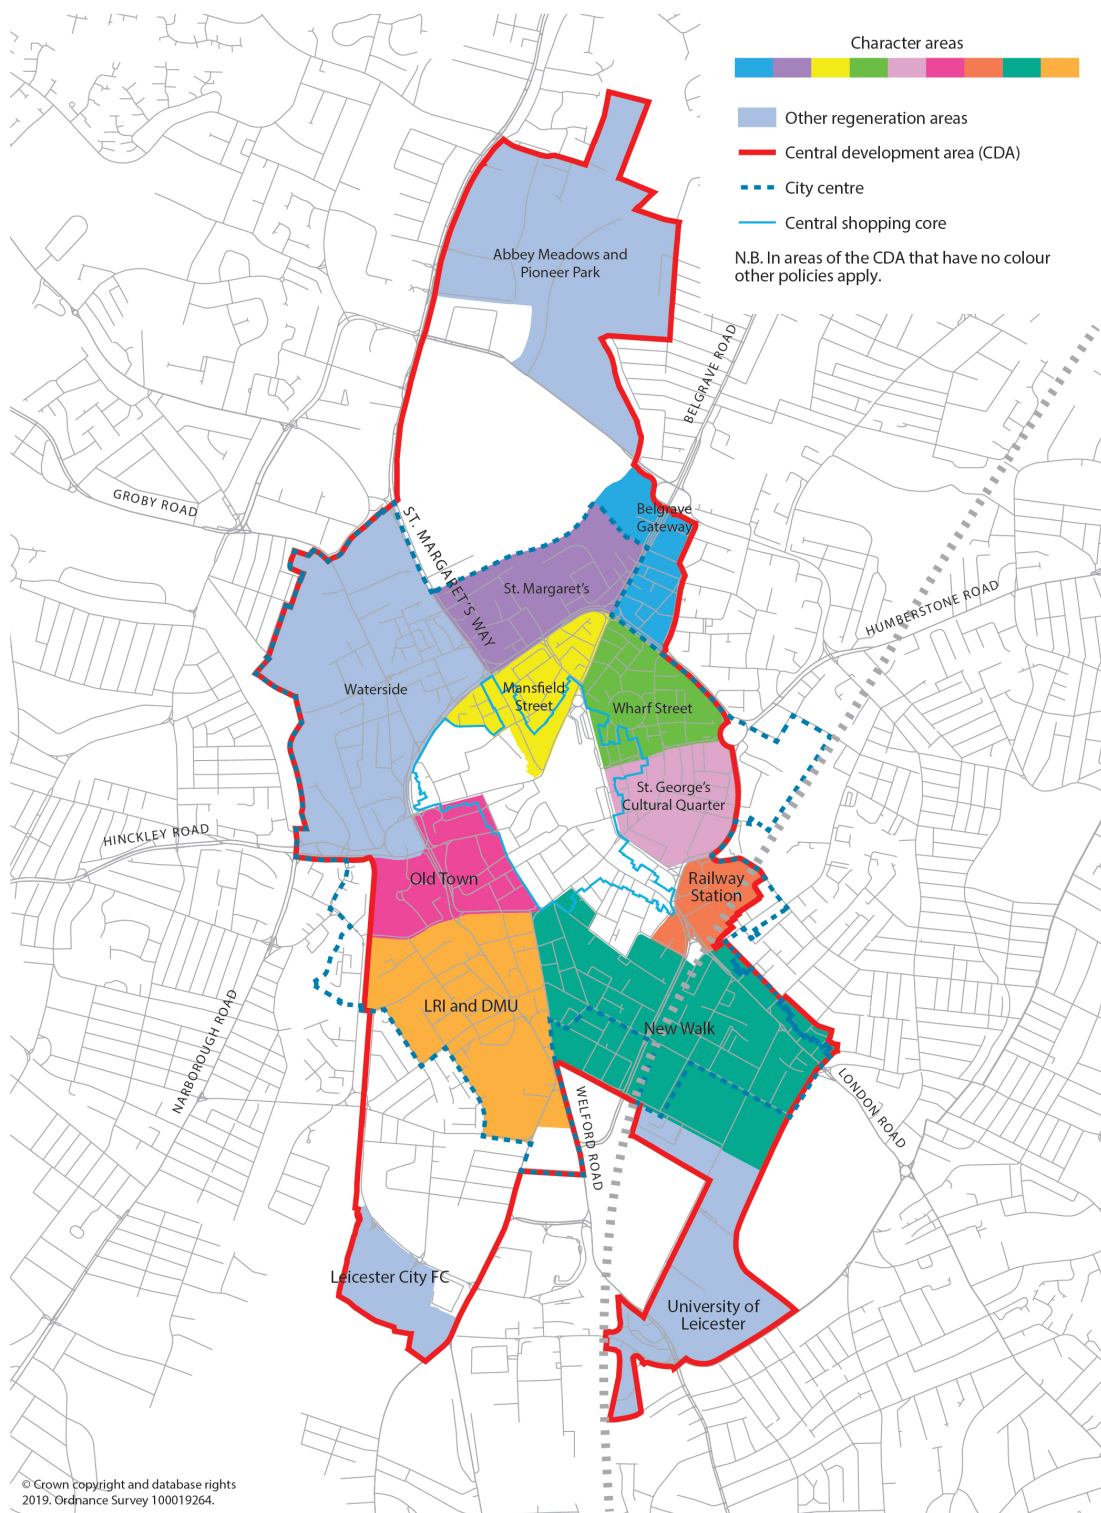 Character areas
Other regeneration areas
Central development area (CDA)
City centre
Central shopping core
N.B. In areas of the CDA that have no colour
other policies apply.
Abbey Meadows and
Pioneer Park
BELGRAVE ROAD
GROBY ROAD
ST. MARGARET'S WAY
Belgrave
Gateway
St. Margaret's
HUMBERSTONE ROAD
Waterside
Mansfield
Street
Wharf Street
St. George's
Cultural Quarter
HINCKLEY ROAD
Old Town
Railway
Station
LRI and DMU
New Walk
NARBOROUGH ROAD
WELFORD ROAD
LONDON ROAD
Leicester City FC
University of
Leicester
© Crown copyright and database rights
2019. Ordnance Survey 100019264.